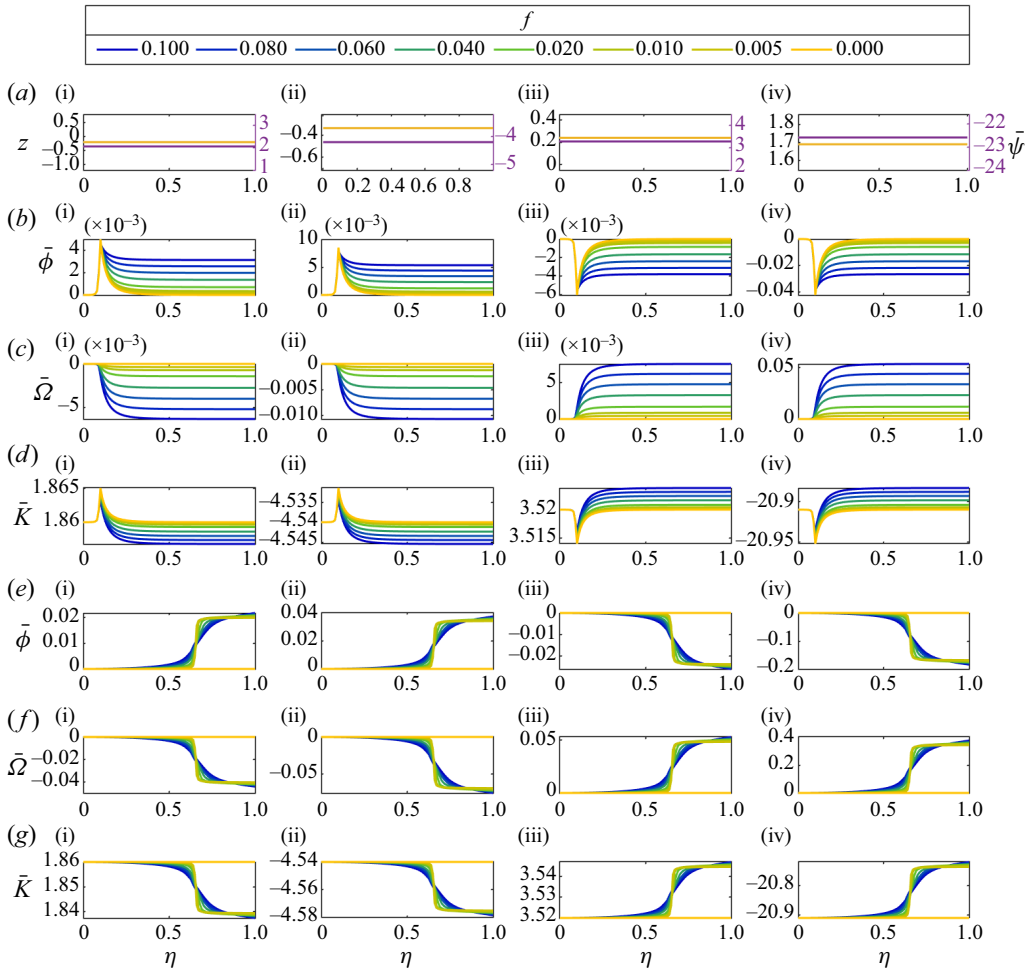 f
0.100 0.080 0.060 0.040 0.020 0.010 0.005 0.000
(a) (i) (ii) (iii) (iv)
z 0.5 0 −0.5 −1.0 3 2 1 −0.4 −0.6 −4 −5 0.4 0.2 0 4 3 2 1.8 1.7 1.6 −22 −23 −24 ψ̄
0 0.5 1.0 0 0.2 0.4 0.6 0.8 0 0.5 1.0 0 0.5 1.0
(b) (i) (×10⁻³) (ii) (×10⁻³) (iii) (×10⁻³) (iv)
ϕ̄ 4 2 0 10 5 0 0 −2 −4 −6 0 −0.02 −0.04
0 0.5 1.0 0 0.5 1.0 0 0.5 1.0 0 0.5 1.0
(c) (i) (×10⁻³) (ii) (iii) (×10⁻³) (iv)
Ω̄ 0 −5 0 −0.005 −0.010 5 0 0.05 0
0 0.5 1.0 0 0.5 1.0 0 0.5 1.0 0 0.5 1.0
(d) (i) (ii) (iii) (iv)
K̄ 1.865 1.86 −4.535 −4.54 −4.545 3.52 3.515 −20.9 −20.95
0 0.5 1.0 0 0.5 1.0 0 0.5 1.0 0 0.5 1.0
(e) (i) (ii) (iii) (iv)
ϕ̄ 0.02 0.01 0 0.04 0.02 0 0 −0.01 −0.02 0 −0.1 −0.2
0 0.5 1.0 0 0.5 1.0 0 0.5 1.0 0 0.5 1.0
(f) (i) (ii) (iii) (iv)
Ω̄ 0 −0.02 −0.04 0 −0.05 0.05 0 0.4 0.2 0
0 0.5 1.0 0 0.5 1.0 0 0.5 1.0 0 0.5 1.0
(g) (i) (ii) (iii) (iv)
K̄ 1.86 1.85 1.84 −4.54 −4.56 −4.58 3.54 3.53 3.52 −20.8 −20.9
0 0.5 1.0 0 0.5 1.0 0 0.5 1.0 0 0.5 1.0
η η η η